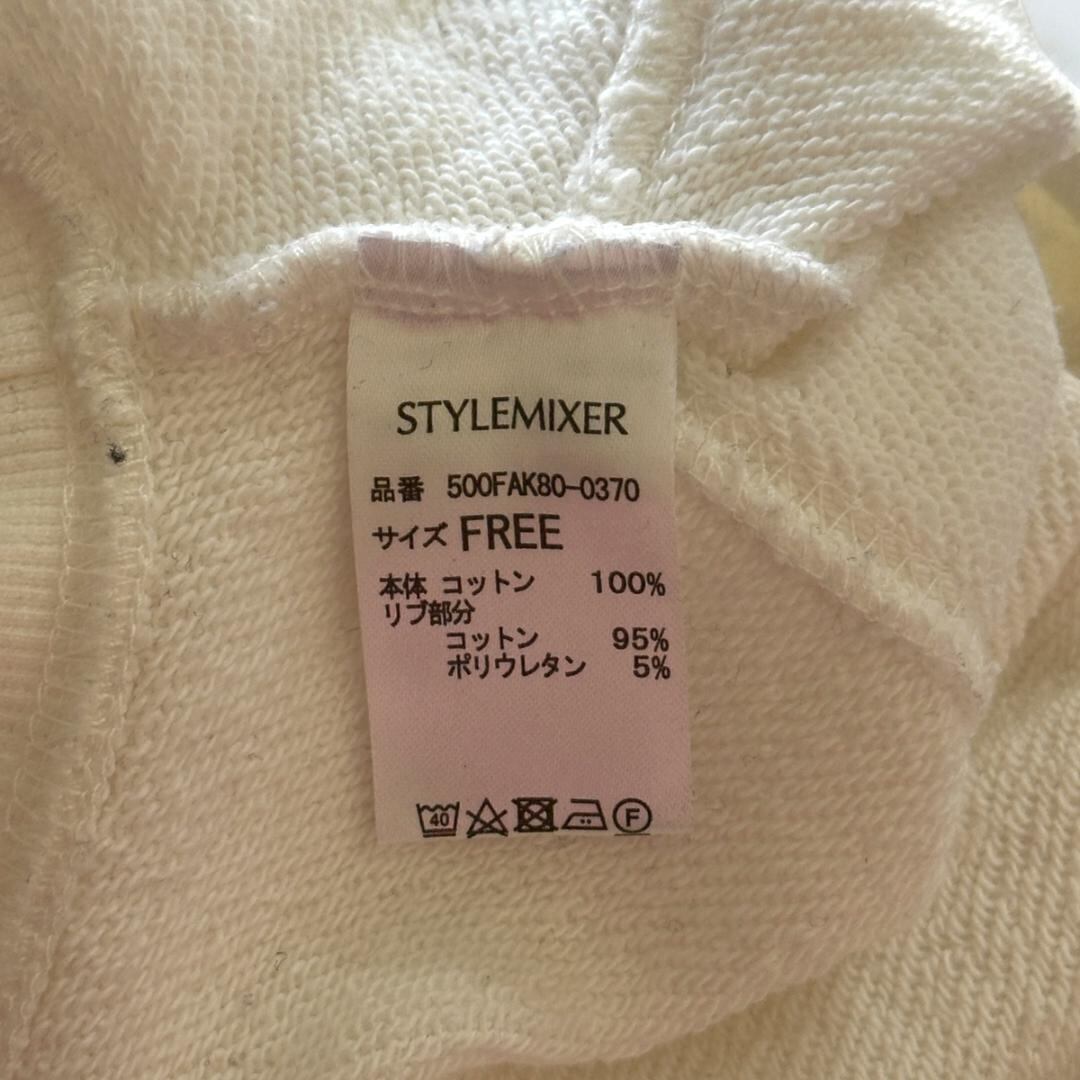 STYLEMIXER
品番 500FAK80-0370
サイズ FREE
本体 コットン 100%
リブ部分
コットン 95%
ポリウレタン 5%
40 F